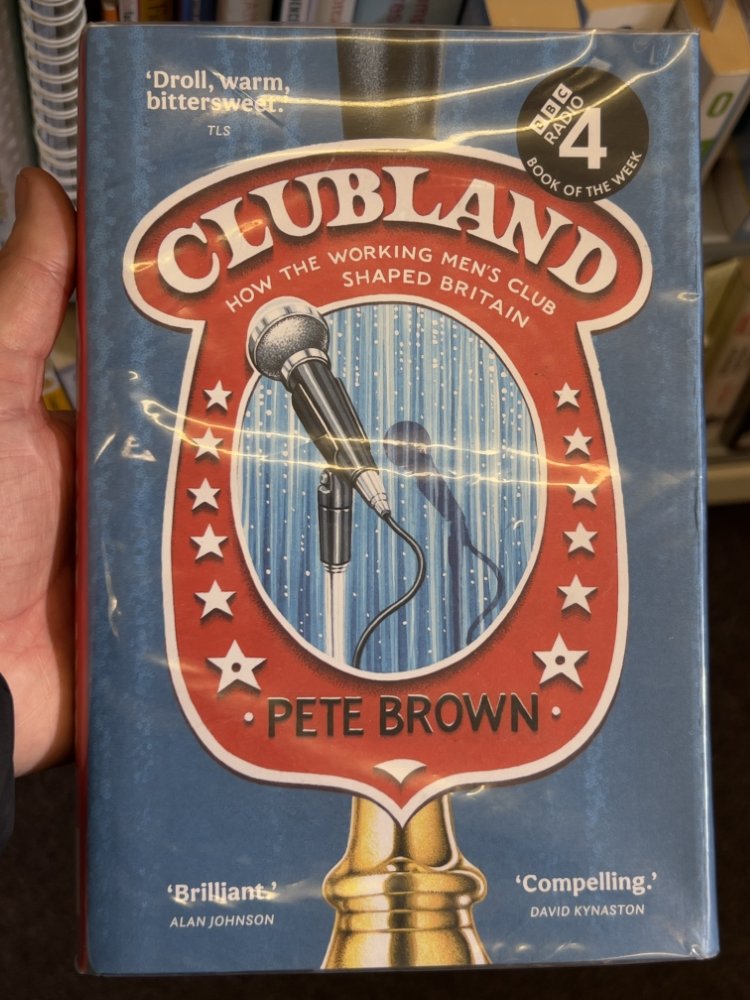 ‘Droll, warm,
bittersweet.’
TLS
BBC
RADIO
4
BOOK OF THE WEEK
CLUBLAND
HOW THE WORKING MEN’S CLUB
SHAPED BRITAIN
· PETE BROWN ·
‘Brilliant.’
ALAN JOHNSON
‘Compelling.’
DAVID KYNASTON